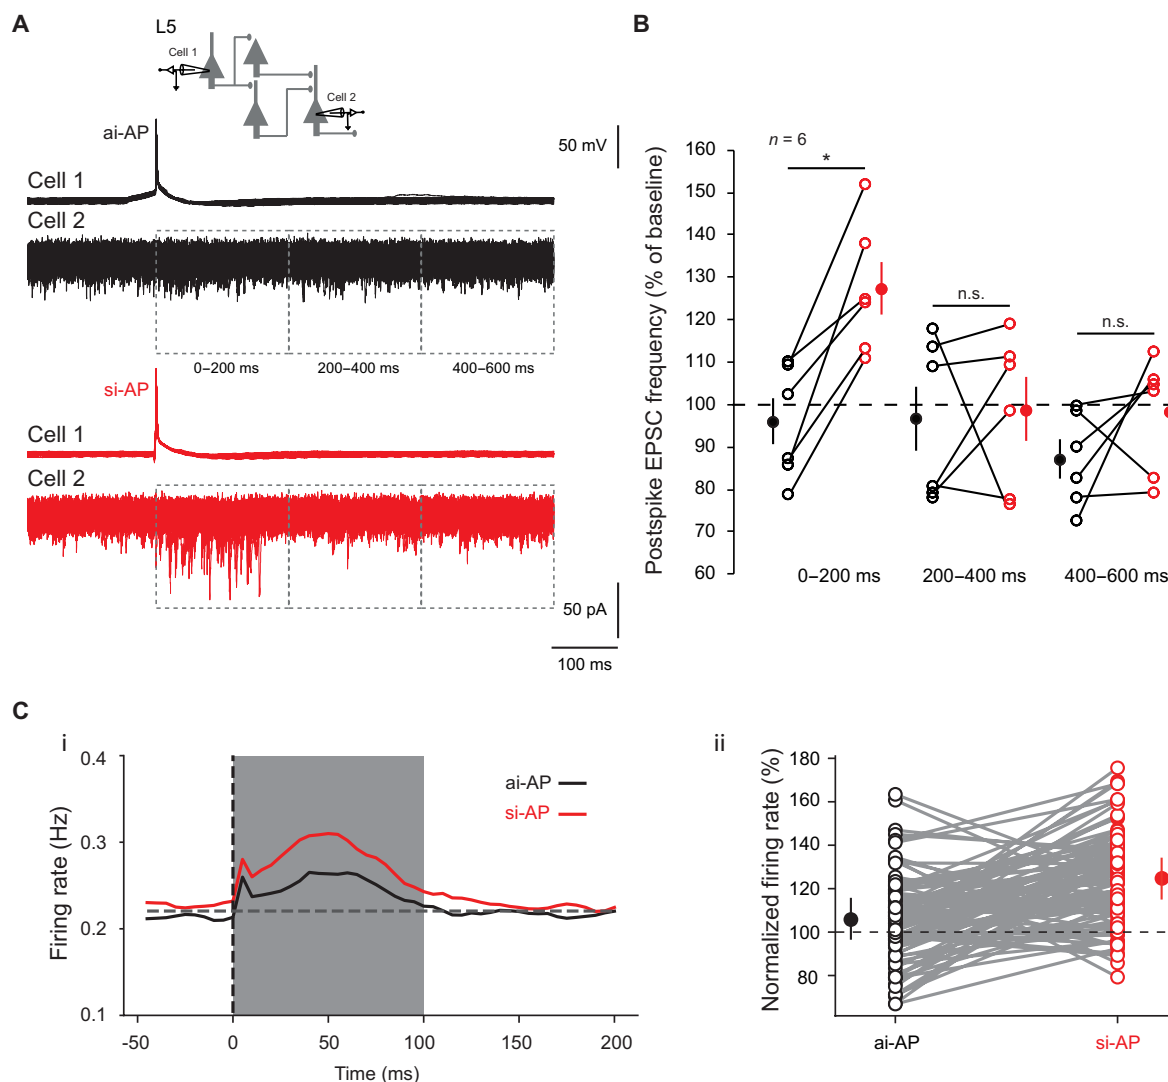 A
L5
Cell 1
Cell 2
ai-AP
50 mV
Cell 1
Cell 2
0–200 ms
200–400 ms
400–600 ms
si-AP
Cell 1
Cell 2
50 pA
100 ms
B
Postspike EPSC frequency (% of baseline)
160
150
140
130
120
110
100
90
80
70
60
n = 6
*
n.s.
n.s.
0–200 ms
200–400 ms
400–600 ms
C
i
Firing rate (Hz)
0.4
0.3
0.2
0.1
ai-AP
si-AP
-50
0
50
100
150
200
Time (ms)
ii
Normalized firing rate (%)
180
160
140
120
100
80
ai-AP
si-AP